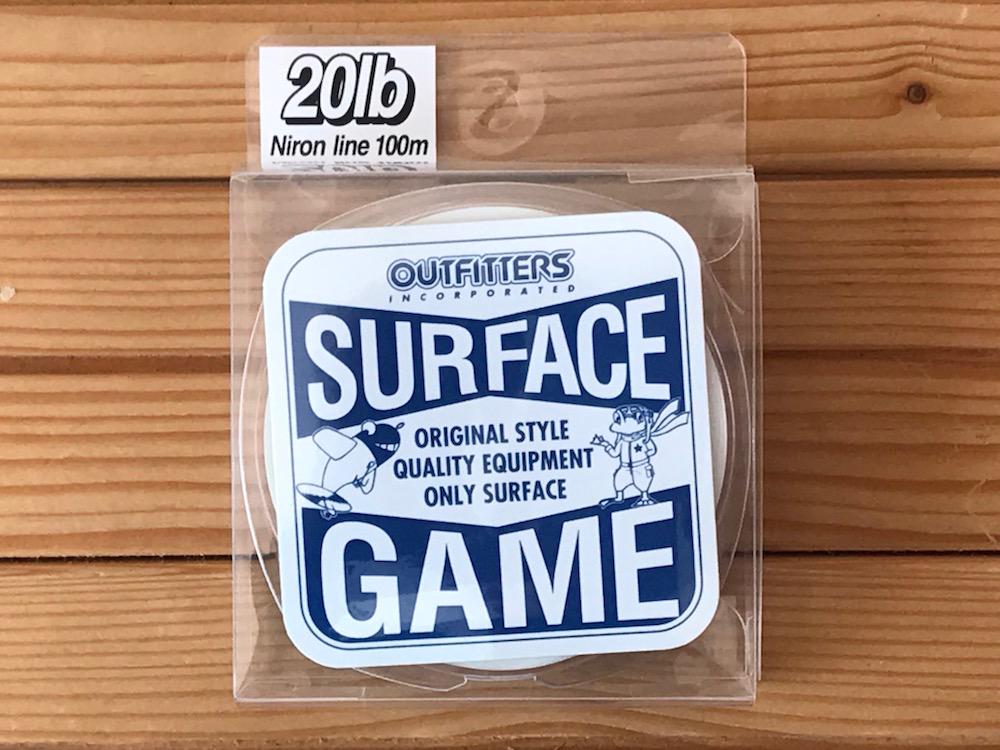 20lb
Niron line 100m
OUTFITTERS
INCORPORATED
SURFACE
ORIGINAL STYLE
QUALITY EQUIPMENT
ONLY SURFACE
GAME